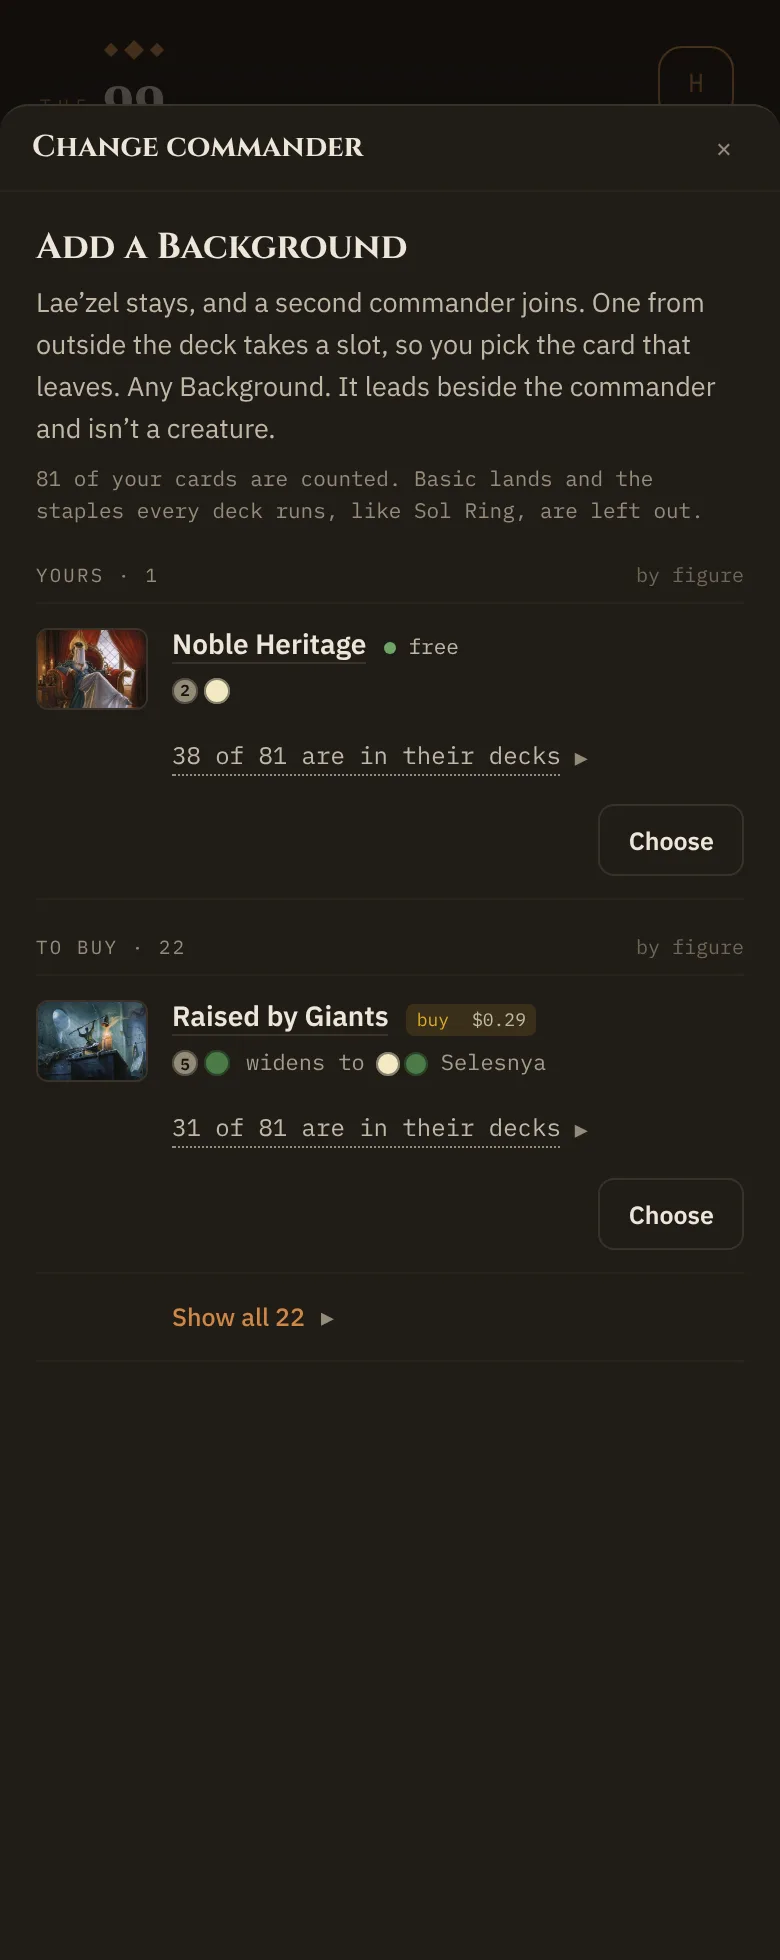 THE 99
H
Change commander ×
Add a Background
Lae’zel stays, and a second commander joins. One from
outside the deck takes a slot, so you pick the card that
leaves. Any Background. It leads beside the commander
and isn’t a creature.
81 of your cards are counted. Basic lands and the
staples every deck runs, like Sol Ring, are left out.
YOURS · 1 by figure
Noble Heritage free
2
38 of 81 are in their decks ▶
Choose
TO BUY · 22 by figure
Raised by Giants buy $0.29
5 widens to Selesnya
31 of 81 are in their decks ▶
Choose
Show all 22 ▶